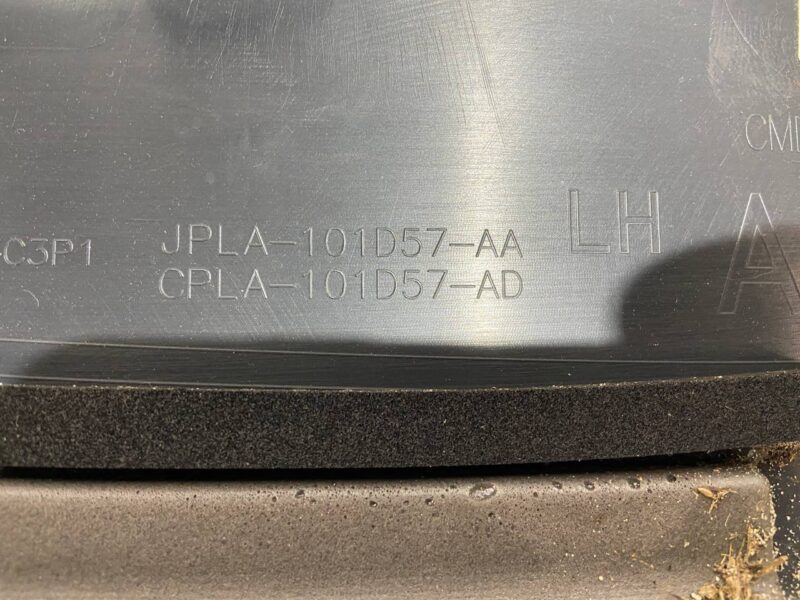 CMD
JPLA-101D57-AA
LH
A
C3P1
CPLA-101D57-AD